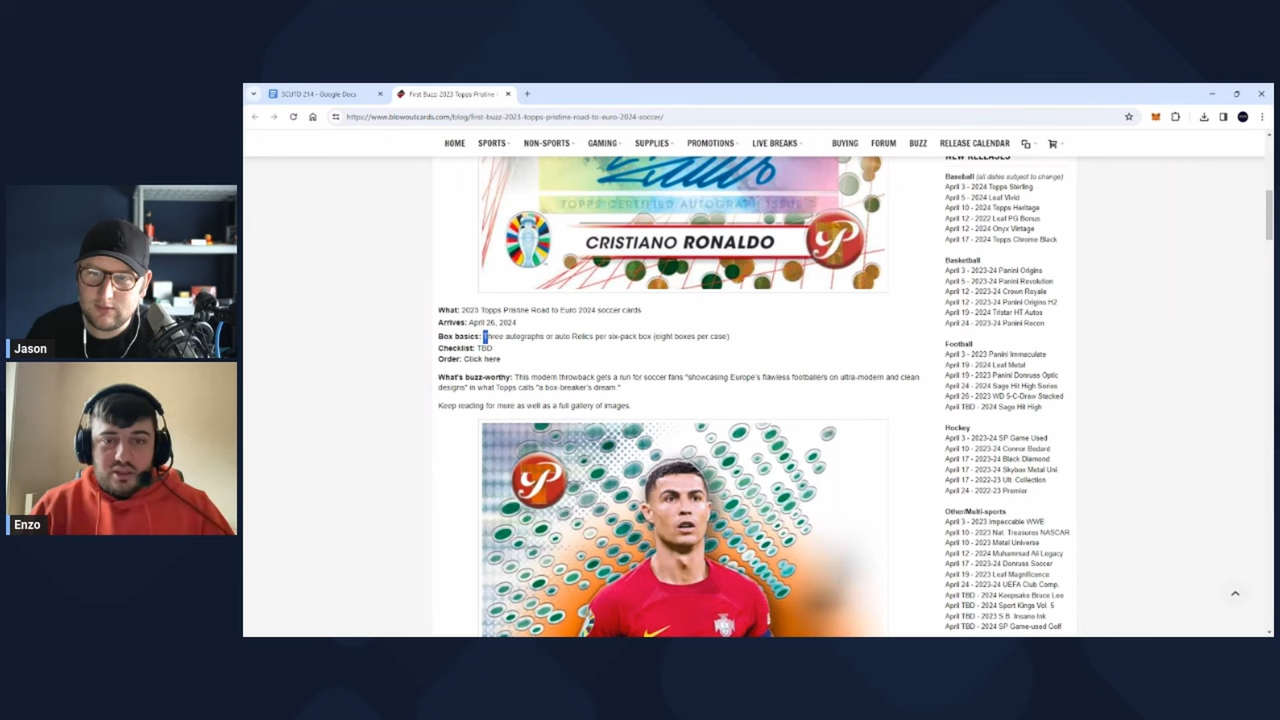 SCUTD 214 - Google Docs
First Buzz 2023 Topps Pristine
https://www.blowoutcards.com/blog/first-buzz-2023-topps-pristine-road-to-euro-2024-soccer/
HOME SPORTS NON-SPORTS GAMING SUPPLIES PROMOTIONS LIVE BREAKS BUYING FORUM BUZZ RELEASE CALENDAR
TOPPS CERTIFIED AUTOGRAPH ISSUE
CRISTIANO RONALDO
What: 2023 Topps Pristine Road to Euro 2024 soccer cards
Arrives: April 26, 2024
Box basics: Three autographs or auto Relics per six-pack box (eight boxes per case)
Checklist: TBD
Order: Click here
What's buzz-worthy: This modern throwback gets a run for soccer fans "showcasing Europe's flawless footballers on ultra-modern and clean
designs" in what Topps calls "a box-breaker's dream."
Keep reading for more as well as a full gallery of images.
NEW RELEASES
Baseball (all dates subject to change)
April 3 - 2024 Topps Sterling
April 5 - 2024 Leaf Vivid
April 10 - 2024 Topps Heritage
April 12 - 2022 Leaf PG Bonus
April 12 - 2024 Onyx Vintage
April 17 - 2024 Topps Chrome Black
Basketball
April 3 - 2023-24 Panini Origins
April 5 - 2023-24 Panini Revolution
April 12 - 2023-24 Crown Royale
April 12 - 2023-24 Panini Origins H2
April 19 - 2024 Tristar HT Autos
April 24 - 2023-24 Panini Recon
Football
April 3 - 2023 Panini Immaculate
April 19 - 2024 Leaf Metal
April 19 - 2023 Panini Donruss Optic
April 24 - 2024 Sage Hit High Series
April 26 - 2023 WD 5-C-Draw Stacked
April TBD - 2024 Sage Hit High
Hockey
April 3 - 2023-24 SP Game Used
April 10 - 2023-24 Connor Bedard
April 17 - 2023-24 Black Diamond
April 17 - 2023-24 Skybox Metal Uni.
April 17 - 2022-23 Ult. Collection
April 24 - 2022-23 Premier
Other/Multi-sports
April 3 - 2023 Impeccable WWE
April 10 - 2023 Nat. Treasures NASCAR
April 10 - 2023 Metal Universe
April 12 - 2024 Muhammad Ali Legacy
April 17 - 2023-24 Donruss Soccer
April 19 - 2023 Leaf Magnificence
April 24 - 2023-24 UEFA Club Comp.
April TBD - 2024 Keepsake Bruce Lee
April TBD - 2024 Sport Kings Vol. 5
April TBD - 2023 S.B. Insane Ink
April TBD - 2024 SP Game-used Golf
Jason
Enzo